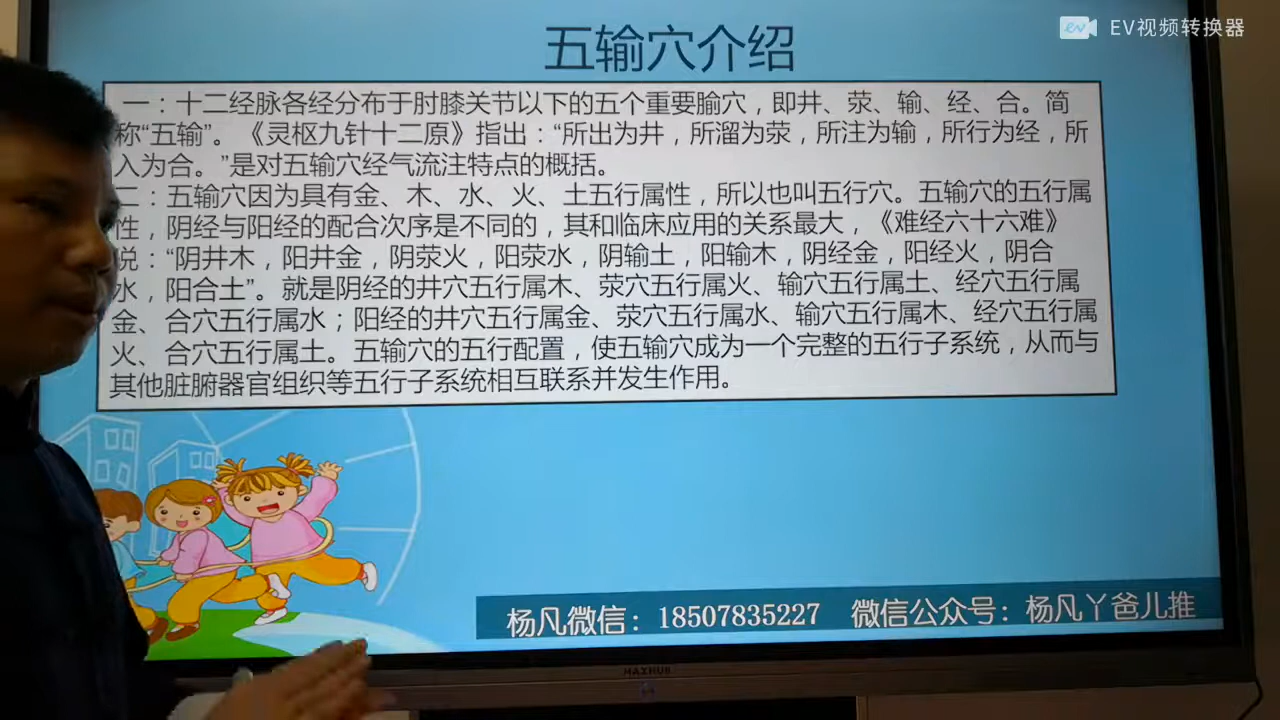 EV视频转换器
五输穴介绍
一：十二经脉各经分布于肘膝关节以下的五个重要腧穴，即井、荥、输、经、合。简
称“五输”。《灵枢九针十二原》指出：“所出为井，所溜为荥，所注为输，所行为经，所
入为合。”是对五输穴经气流注特点的概括。
二：五输穴因为具有金、木、水、火、土五行属性，所以也叫五行穴。五输穴的五行属
性，阴经与阳经的配合次序是不同的，其和临床应用的关系最大，《难经六十六难》
说：“阴井木，阳井金，阴荥火，阳荥水，阴输土，阳输木，阴经金，阳经火，阴合
水，阳合土”。就是阴经的井穴五行属木、荥穴五行属火、输穴五行属土、经穴五行属
金、合穴五行属水；阳经的井穴五行属金、荥穴五行属水、输穴五行属木、经穴五行属
火、合穴五行属土。五输穴的五行配置，使五输穴成为一个完整的五行子系统，从而与
其他脏腑器官组织等五行子系统相互联系并发生作用。
杨凡微信：18507835227 微信公众号：杨凡丫爸儿推
MAXHUB